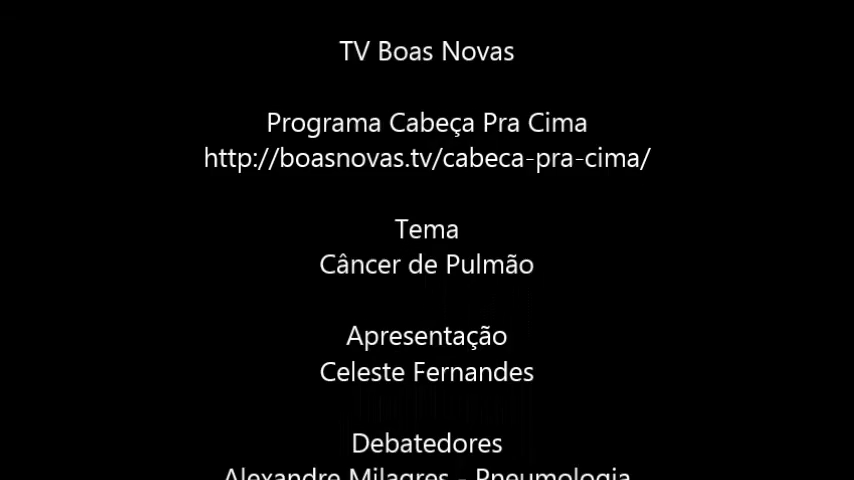 TV Boas Novas
Programa Cabeça Pra Cima
http://boasnovas.tv/cabeca-pra-cima/
Tema
Câncer de Pulmão
Apresentação
Celeste Fernandes
Debatedores
Alexandre Milagres - Pneumologia